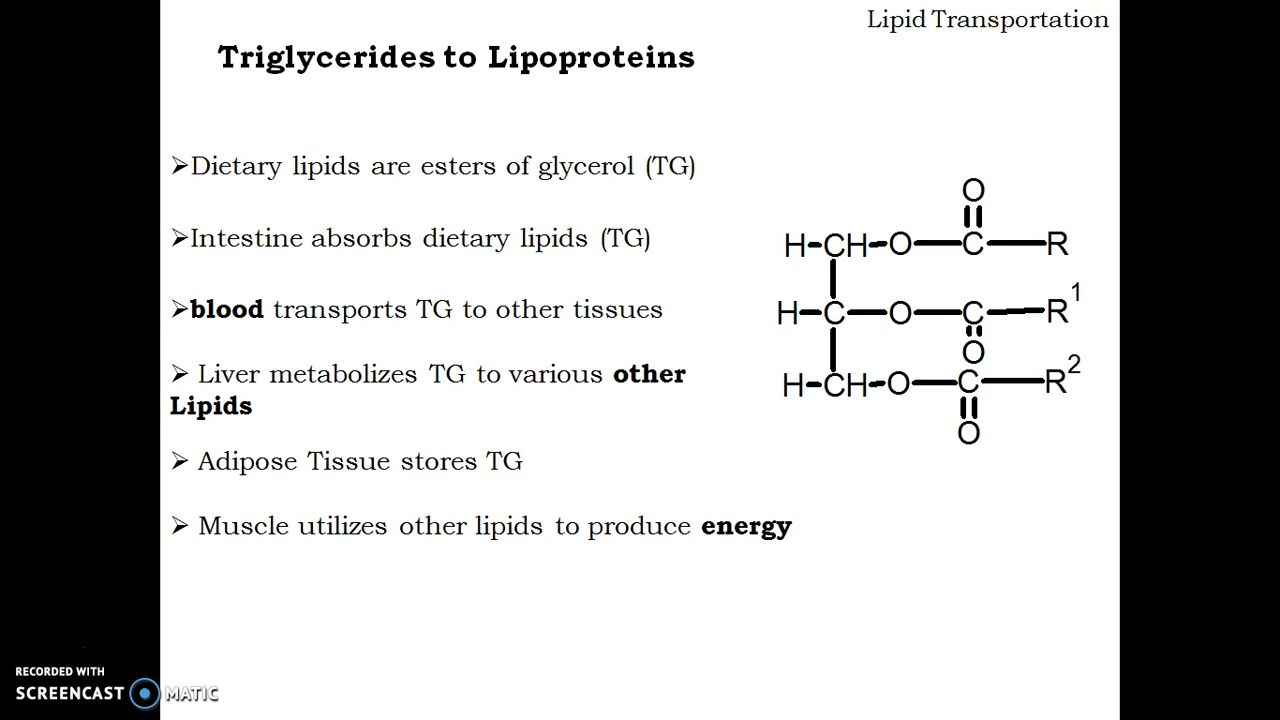 Lipid Transportation
Triglycerides to Lipoproteins
➢Dietary lipids are esters of glycerol (TG)
➢Intestine absorbs dietary lipids (TG)
➢blood transports TG to other tissues
➢ Liver metabolizes TG to various other
Lipids
➢ Adipose Tissue stores TG
➢ Muscle utilizes other lipids to produce energy
O
H-CH-O-C-R
H-C-O-C-R¹
O
H-CH-O-C-R²
O
RECORDED WITH
SCREENCAST MATIC